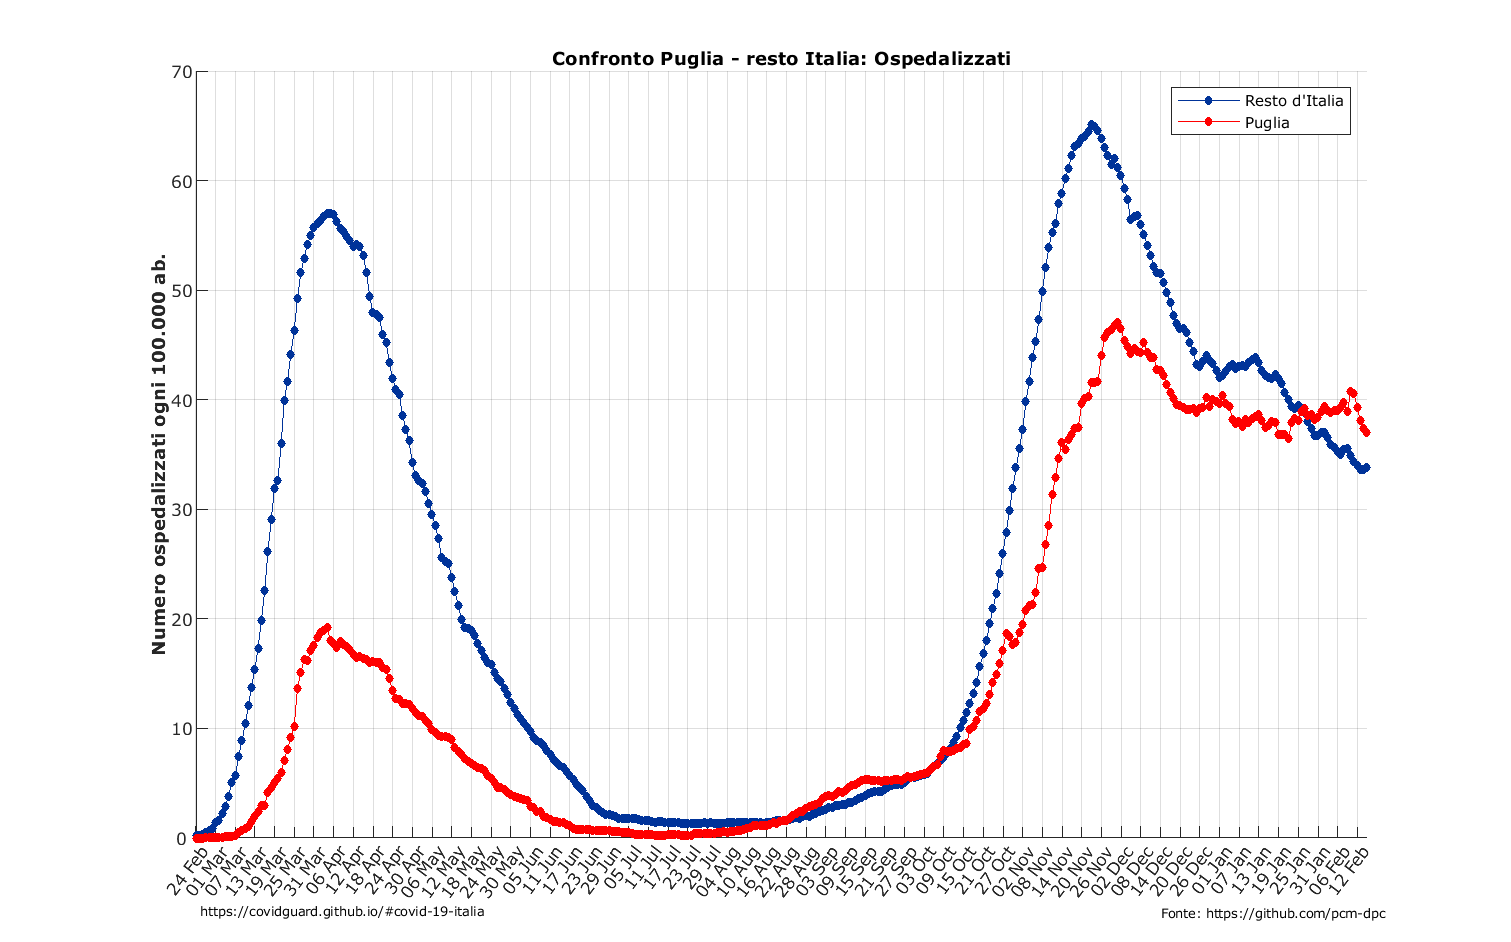 Confronto Puglia - resto Italia: Ospedalizzati
Resto d'Italia
Puglia
Numero ospedalizzati ogni 100.000 ab.
70
60
50
40
30
20
10
0
24 Feb
01 Mar
07 Mar
13 Mar
19 Mar
25 Mar
31 Mar
06 Apr
12 Apr
18 Apr
24 Apr
30 Apr
06 May
12 May
18 May
24 May
30 May
05 Jun
11 Jun
17 Jun
23 Jun
29 Jun
05 Jul
11 Jul
17 Jul
23 Jul
29 Jul
04 Aug
10 Aug
16 Aug
22 Aug
28 Aug
03 Sep
09 Sep
15 Sep
21 Sep
27 Sep
03 Oct
09 Oct
15 Oct
21 Oct
27 Oct
02 Nov
08 Nov
14 Nov
20 Nov
26 Nov
02 Dec
08 Dec
14 Dec
20 Dec
26 Dec
01 Jan
07 Jan
13 Jan
19 Jan
25 Jan
31 Jan
06 Feb
12 Feb
https://covidguard.github.io/#covid-19-italia
Fonte: https://github.com/pcm-dpc